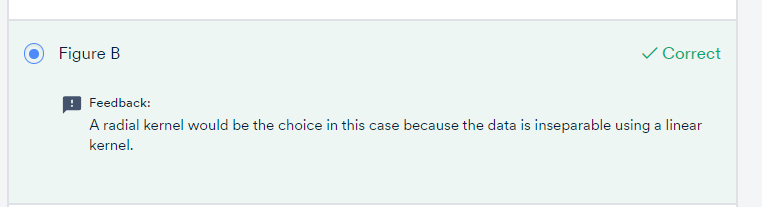 Figure B
Correct
Feedback:
A radial kernel would be the choice in this case because the data is inseparable using a linear
kernel.